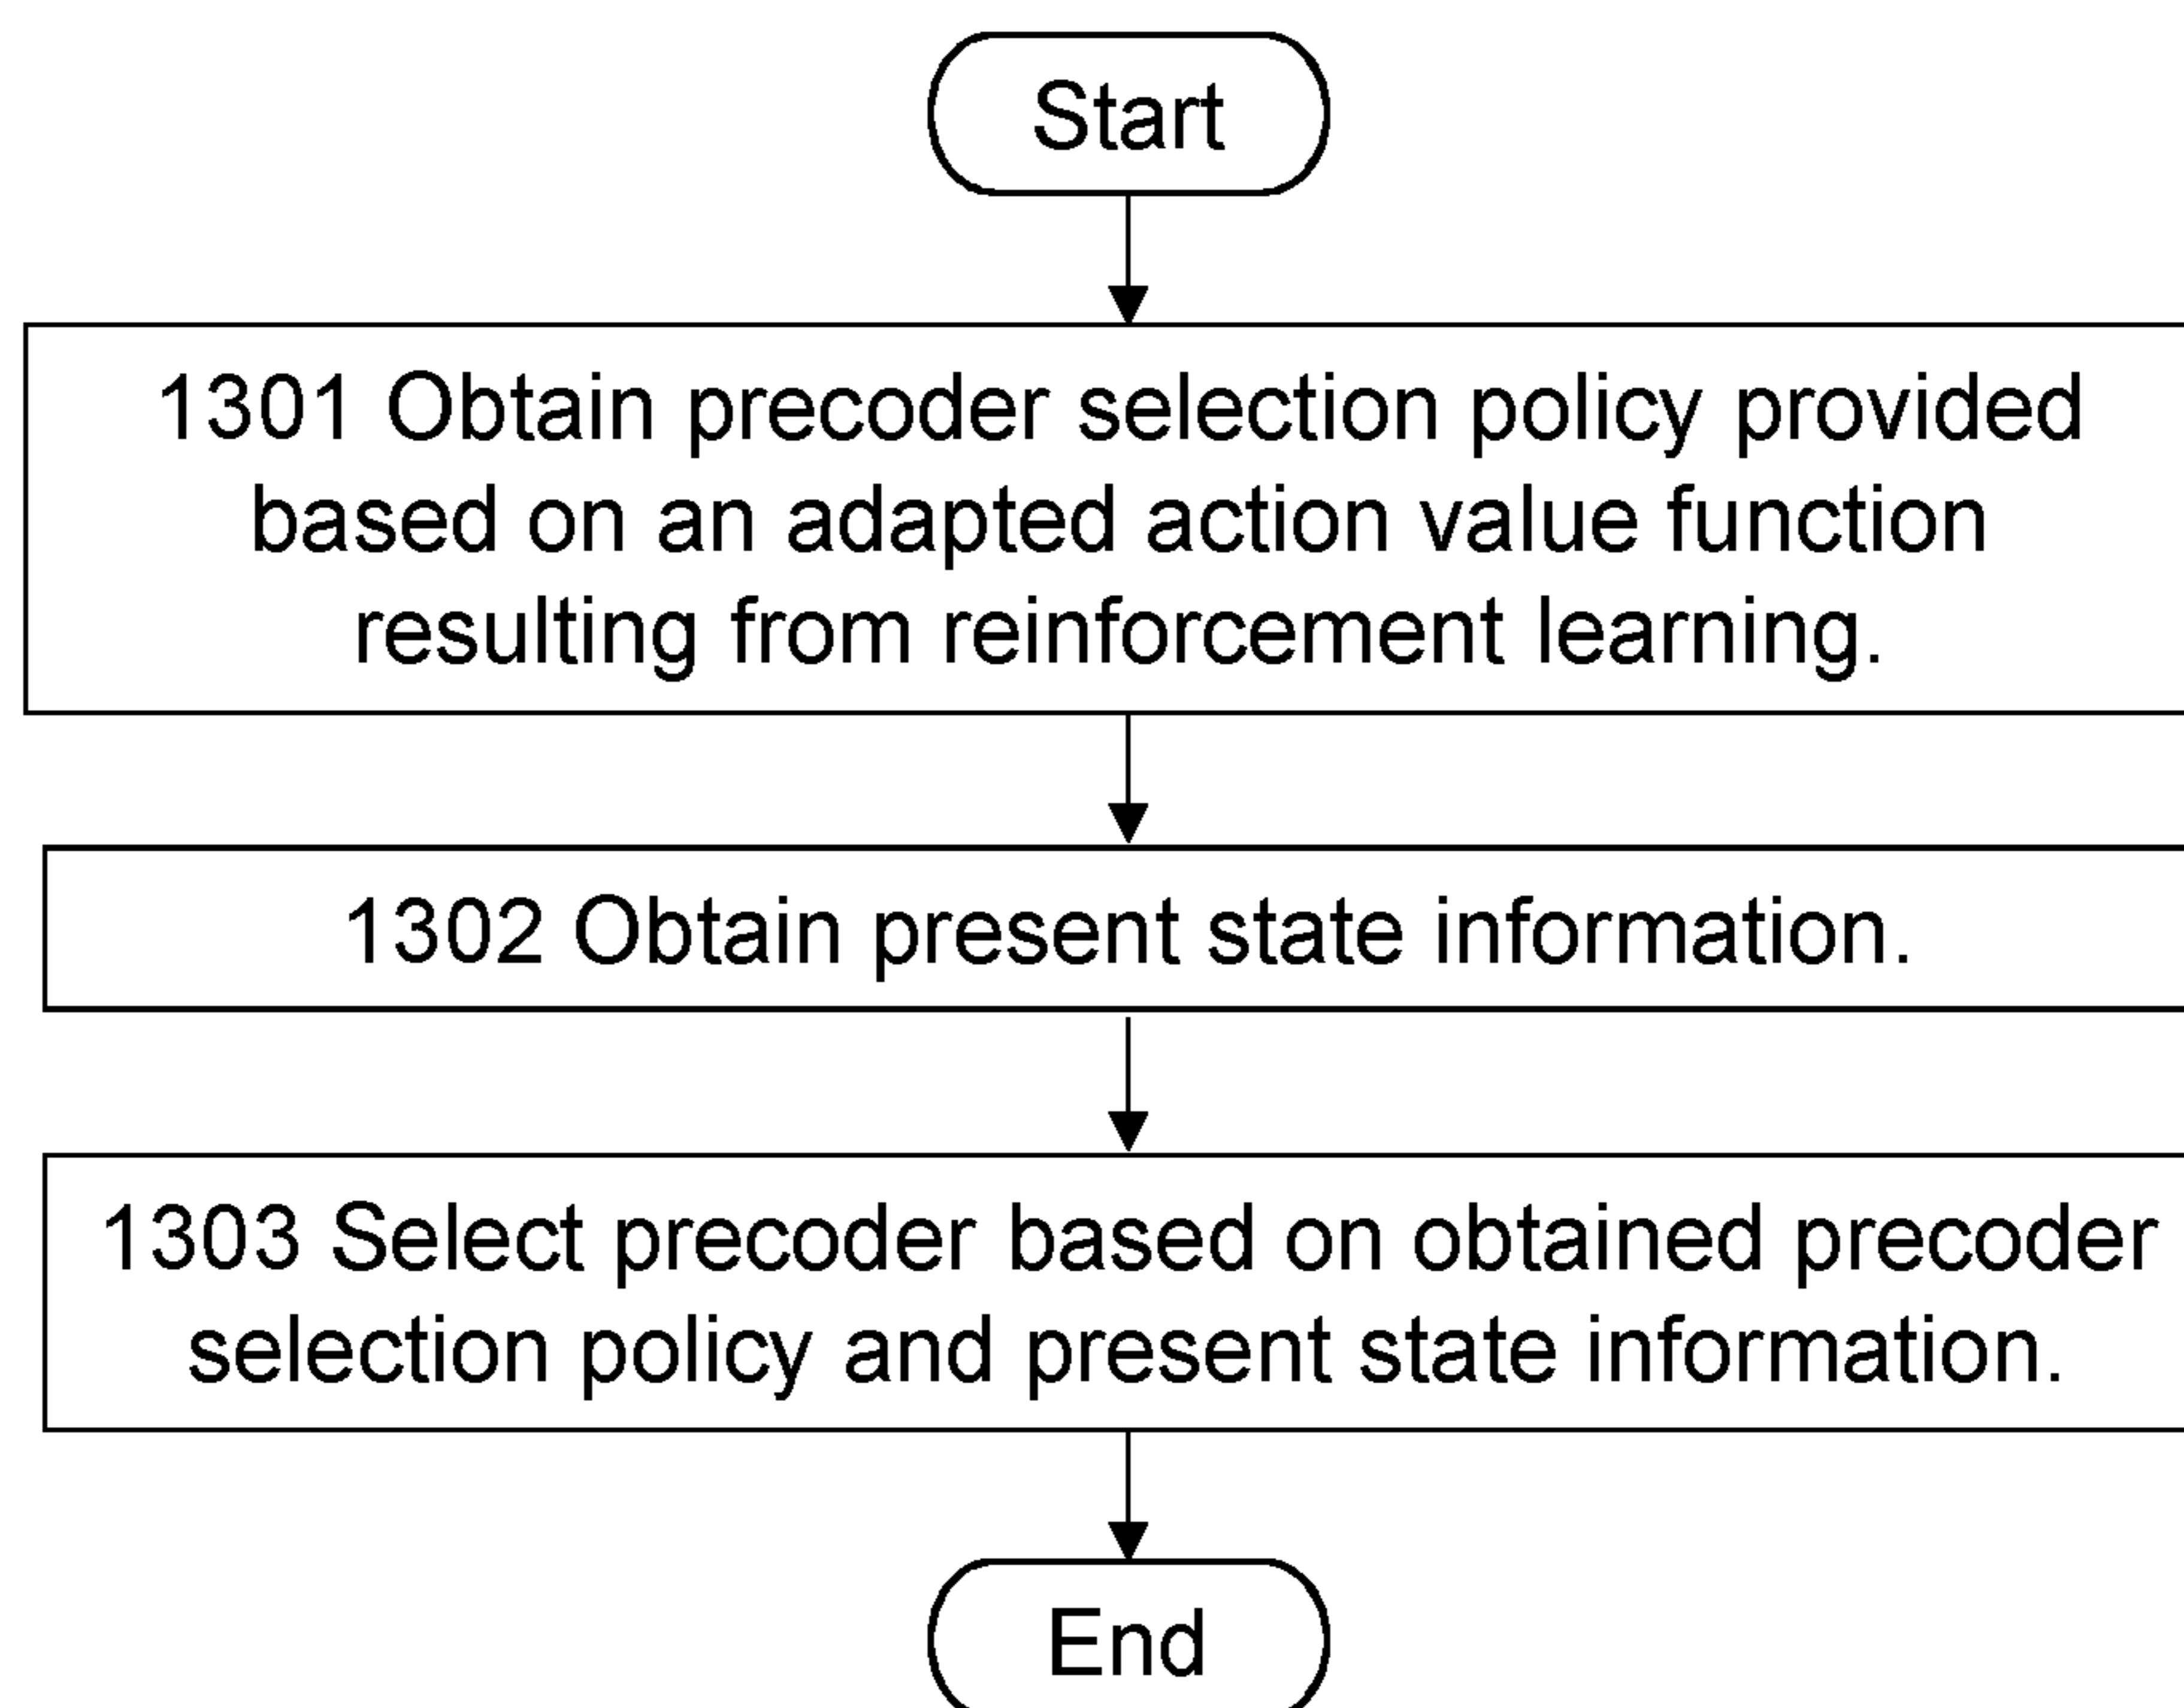 Start
1301 Obtain precoder selection policy provided
based on an adapted action value function
resulting from reinforcement learning.
1302 Obtain present state information.
1303 Select precoder based on obtained precoder
selection policy and present state information.
End